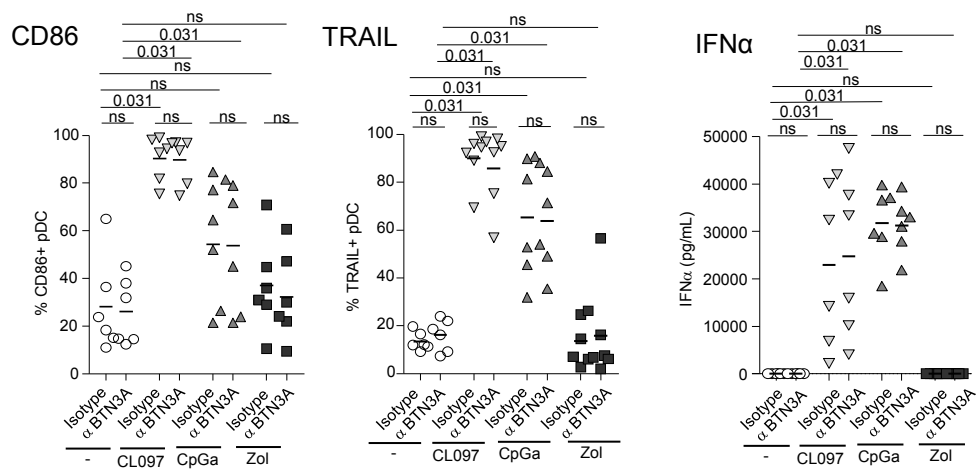 CD86
ns
0.031
0.031
ns
ns
0.031
ns ns ns ns
100
80
60
40
20
0
% CD86+ pDC
Isotype α BTN3A Isotype α BTN3A Isotype α BTN3A Isotype α BTN3A
- CL097 CpGa Zol
TRAIL
ns
0.031
0.031
ns
0.031
0.031
ns ns ns ns
100
80
60
40
20
0
% TRAIL+ pDC
Isotype α BTN3A Isotype α BTN3A Isotype α BTN3A Isotype α BTN3A
- CL097 CpGa Zol
IFNα
ns
0.031
0.031
ns
0.031
0.031
ns ns ns ns
50000
40000
30000
20000
10000
0
IFNα (pg/mL)
Isotype α BTN3A Isotype α BTN3A Isotype α BTN3A Isotype α BTN3A
- CL097 CpGa Zol